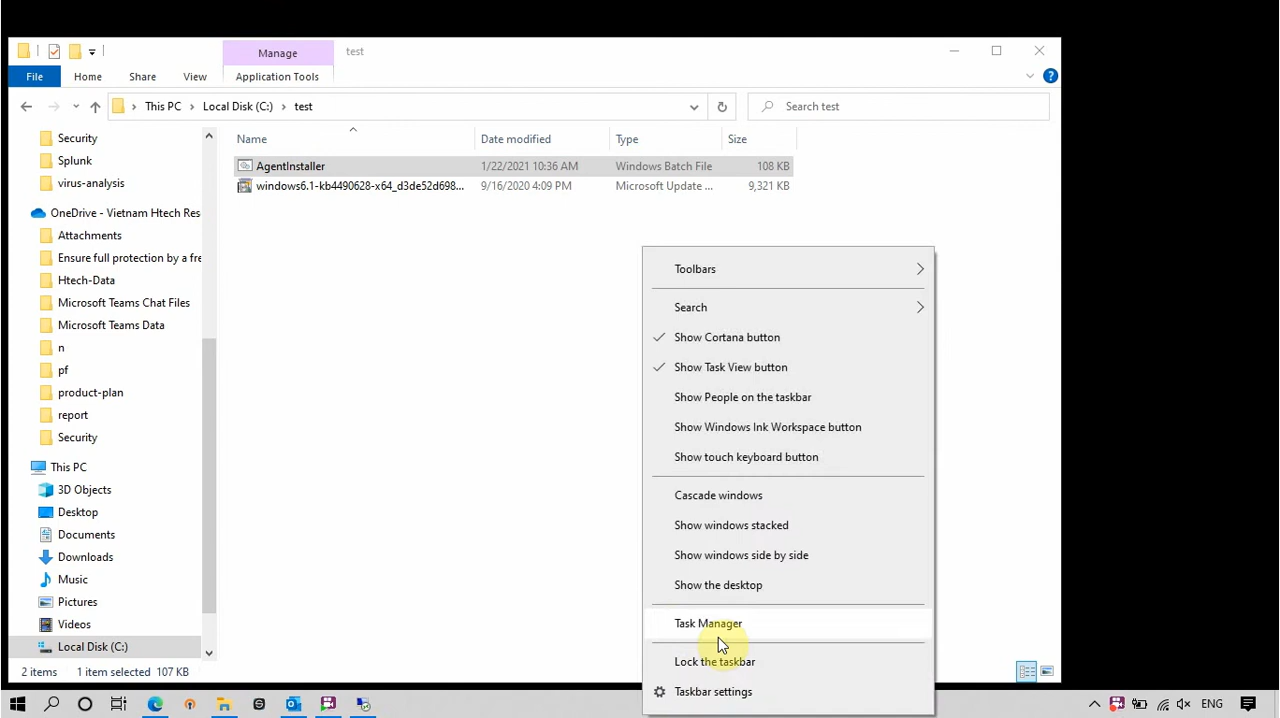 Manage
test
File
Home
Share
View
Application Tools
This PC
Local Disk (C:)
test
Search test
Name
Date modified
Type
Size
AgentInstaller
1/22/2021 10:36 AM
Windows Batch File
108 KB
windows6.1-kb4490628-x64_d3de52d698...
9/16/2020 4:09 PM
Microsoft Update ...
9,321 KB
Security
Splunk
virus-analysis
OneDrive - Vietnam Htech Res
Attachments
Ensure full protection by a fre
Htech-Data
Microsoft Teams Chat Files
Microsoft Teams Data
n
pf
product-plan
report
Security
This PC
3D Objects
Desktop
Documents
Downloads
Music
Pictures
Videos
Local Disk (C:)
Toolbars
Search
Show Cortana button
Show Task View button
Show People on the taskbar
Show Windows Ink Workspace button
Show touch keyboard button
Cascade windows
Show windows stacked
Show windows side by side
Show the desktop
Task Manager
Lock the taskbar
Taskbar settings
2 items
1 item selected 107 KB
ENG